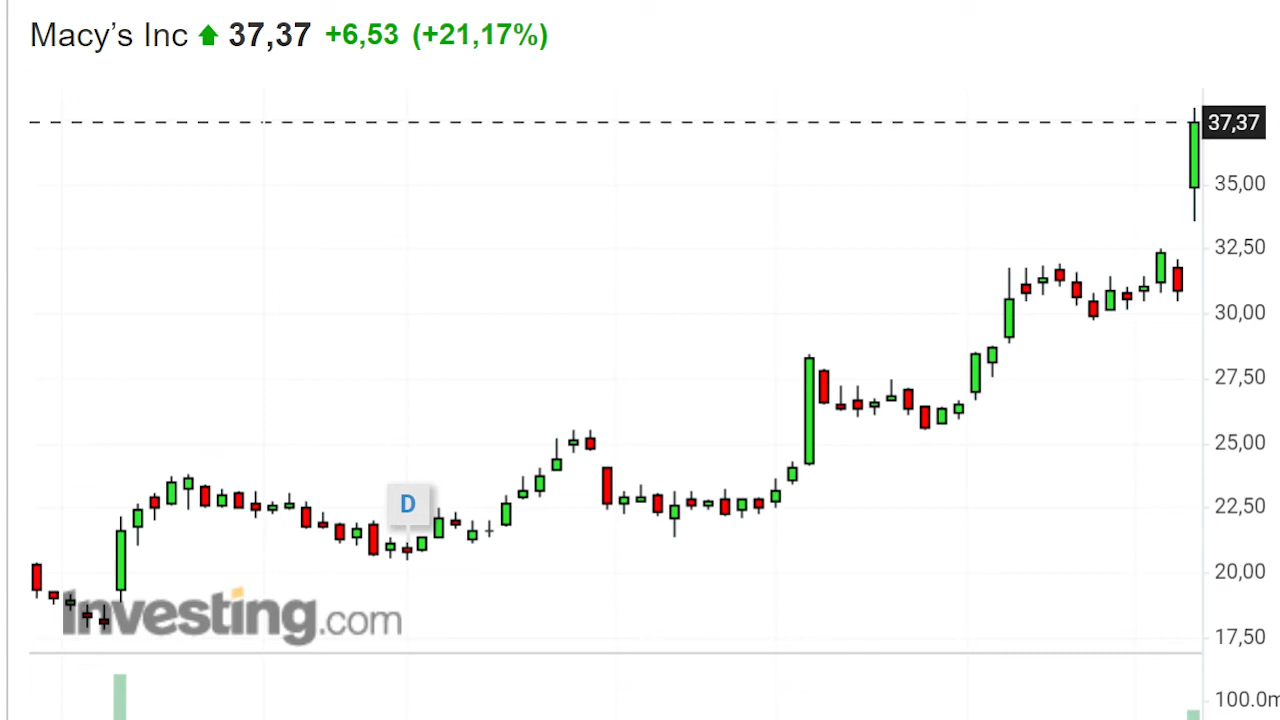 Macy’s Inc 37,37 +6,53 (+21,17%)
37,37
35,00
32,50
30,00
27,50
25,00
D
22,50
20,00
Investing.com
17,50
100.0m